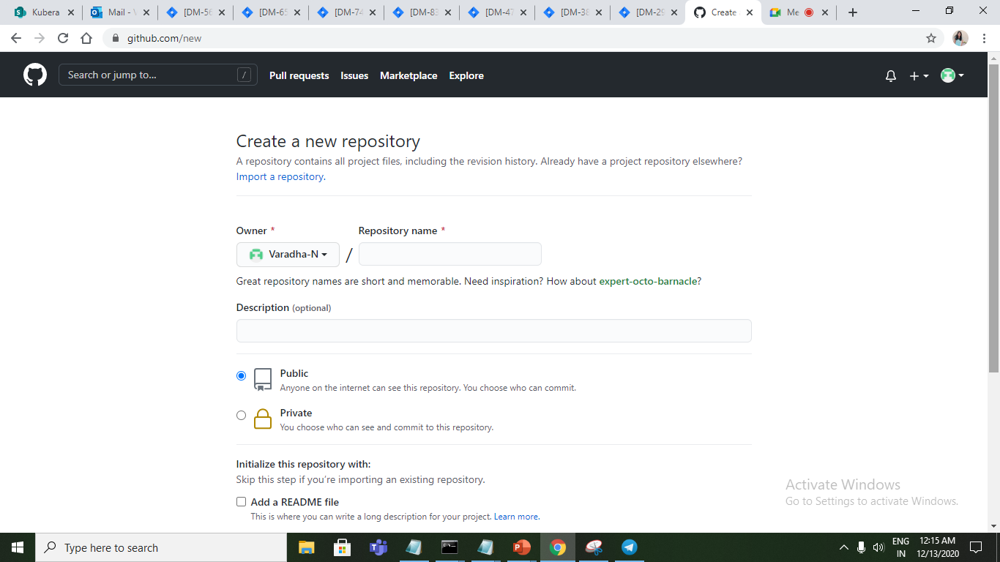 Kubera
Mail -
[DM-56
[DM-65
[DM-74
[DM-83
[DM-47
[DM-38
[DM-29
Create
Me
github.com/new
Search or jump to...
/
Pull requests
Issues
Marketplace
Explore
Create a new repository
A repository contains all project files, including the revision history. Already have a project repository elsewhere?
Import a repository.
Owner *
Repository name *
Varadha-N
/
Great repository names are short and memorable. Need inspiration? How about expert-octo-barnacle?
Description (optional)
Public
Anyone on the internet can see this repository. You choose who can commit.
Private
You choose who can see and commit to this repository.
Initialize this repository with:
Skip this step if you're importing an existing repository.
Add a README file
This is where you can write a long description for your project. Learn more.
Activate Windows
Go to Settings to activate Windows.
Type here to search
ENG
IN
12:15 AM
12/13/2020